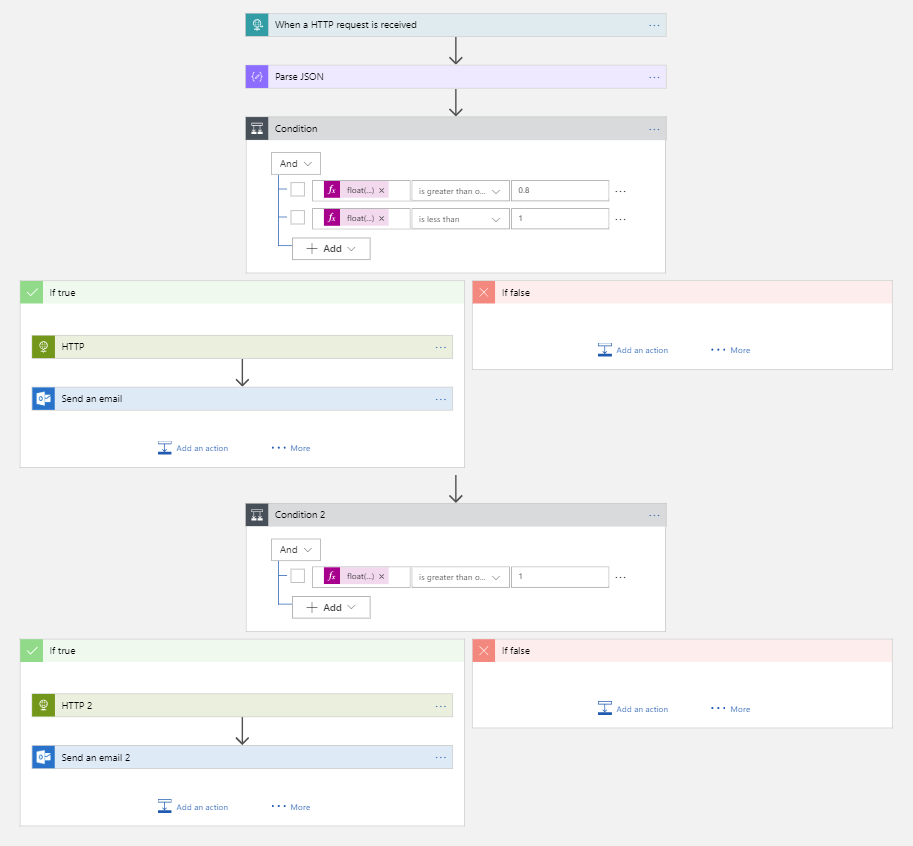 When a HTTP request is received
Parse JSON
Condition
And
float(...) × is greater than o... 0.8
float(...) × is less than 1
+ Add
If true
If false
HTTP
Add an action ··· More
Send an email
Add an action ··· More
Condition 2
And
float(...) × is greater than o... 1
+ Add
If true
If false
HTTP 2
Add an action ··· More
Send an email 2
Add an action ··· More